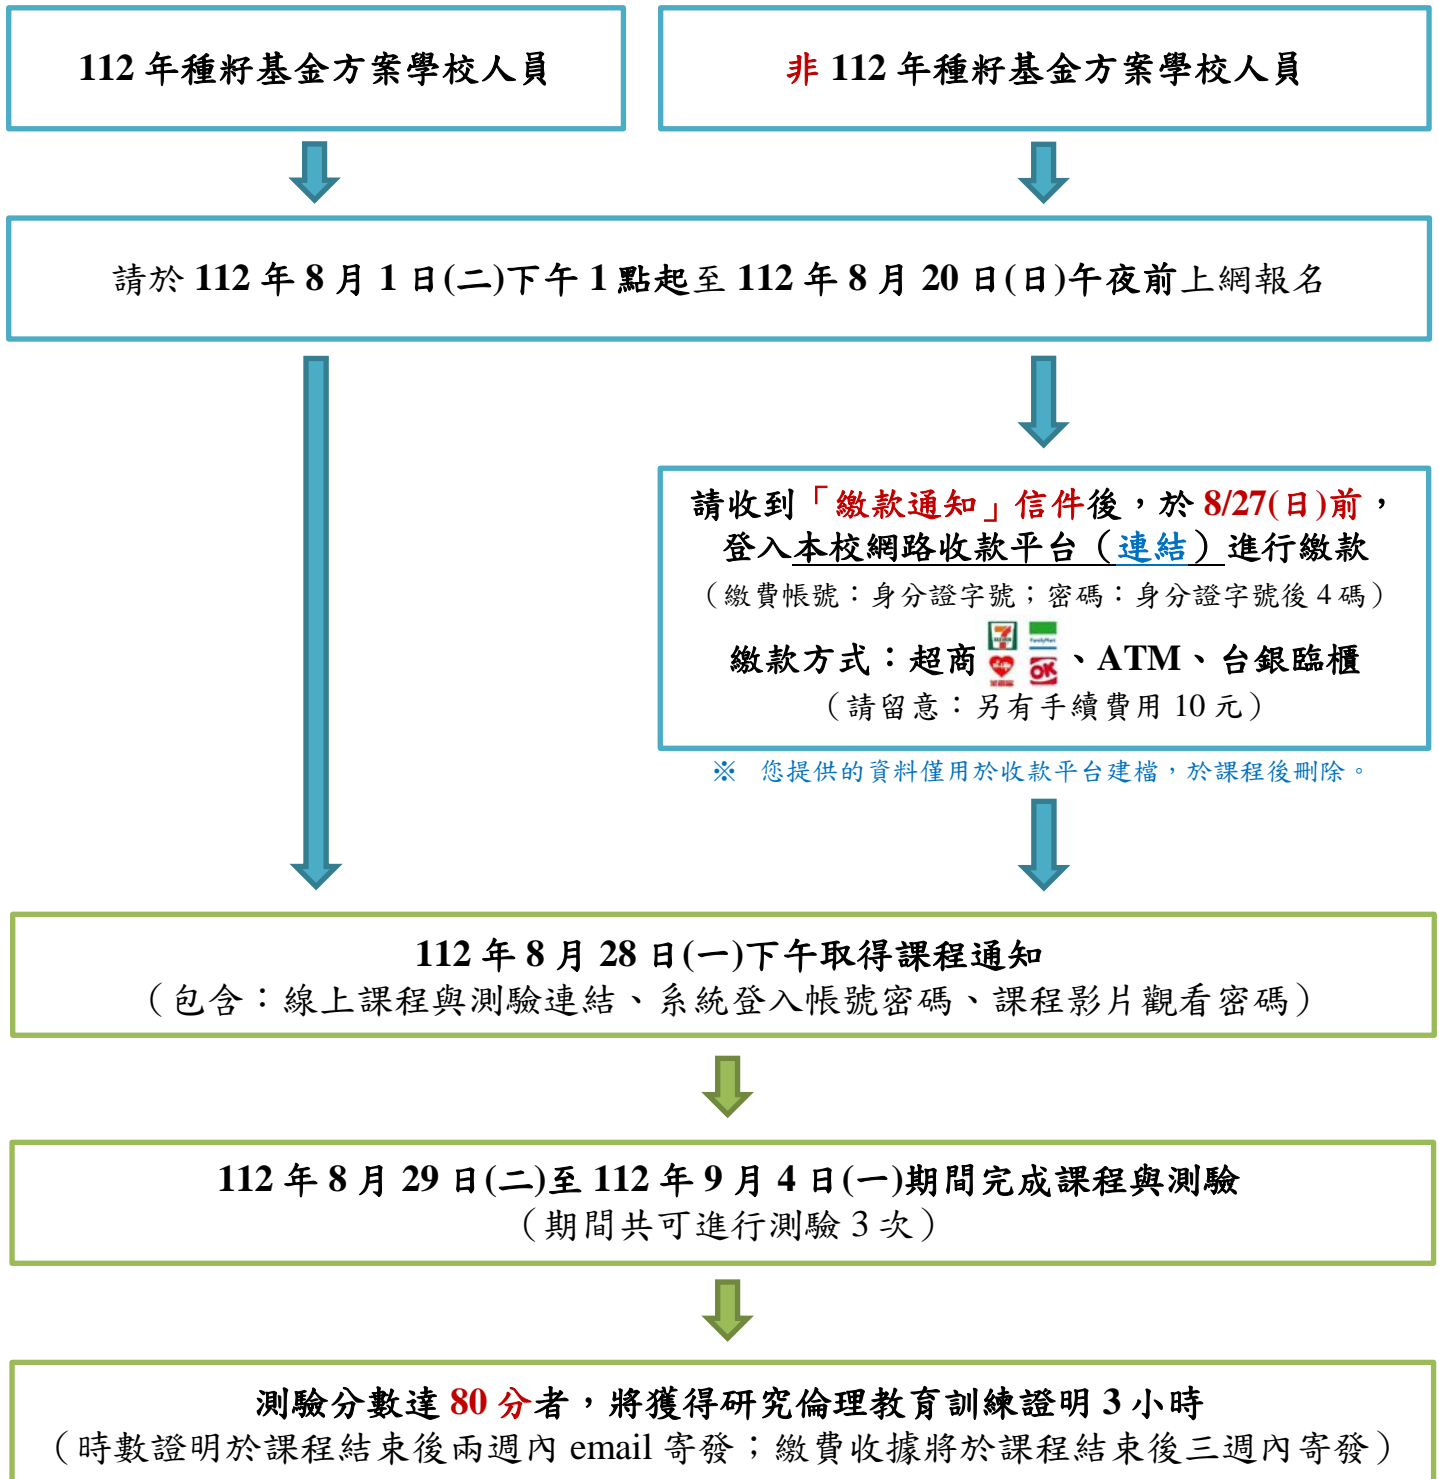 112 年種籽基金方案學校人員
非 112 年種籽基金方案學校人員
請於 112 年 8 月 1 日(二)下午 1 點起至 112 年 8 月 20 日(日)午夜前上網報名
請收到「繳款通知」信件後，於 8/27(日)前，
登入本校網路收款平台（連結）進行繳款
（繳費帳號：身分證字號；密碼：身分證字號後 4 碼）
繳款方式：超商、ATM、台銀臨櫃
7 ELEVEN
FamilyMart
Hi-Life
OK
（請留意：另有手續費用 10 元）
※ 您提供的資料僅用於收款平台建檔，於課程後刪除。
112 年 8 月 28 日(一)下午取得課程通知
（包含：線上課程與測驗連結、系統登入帳號密碼、課程影片觀看密碼）
112 年 8 月 29 日(二)至 112 年 9 月 4 日(一)期間完成課程與測驗
（期間共可進行測驗 3 次）
測驗分數達 80 分者，將獲得研究倫理教育訓練證明 3 小時
（時數證明於課程結束後兩週內 email 寄發；繳費收據將於課程結束後三週內寄發）